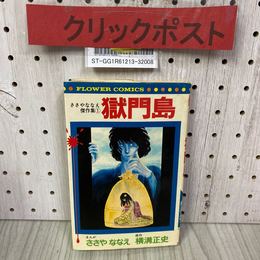 クリックポスト
ST-GG1R61213-32008
FLOWER COMICS
ささやななえ
傑作集①
獄門島
まんが
ささやななえ
原作
横溝正史